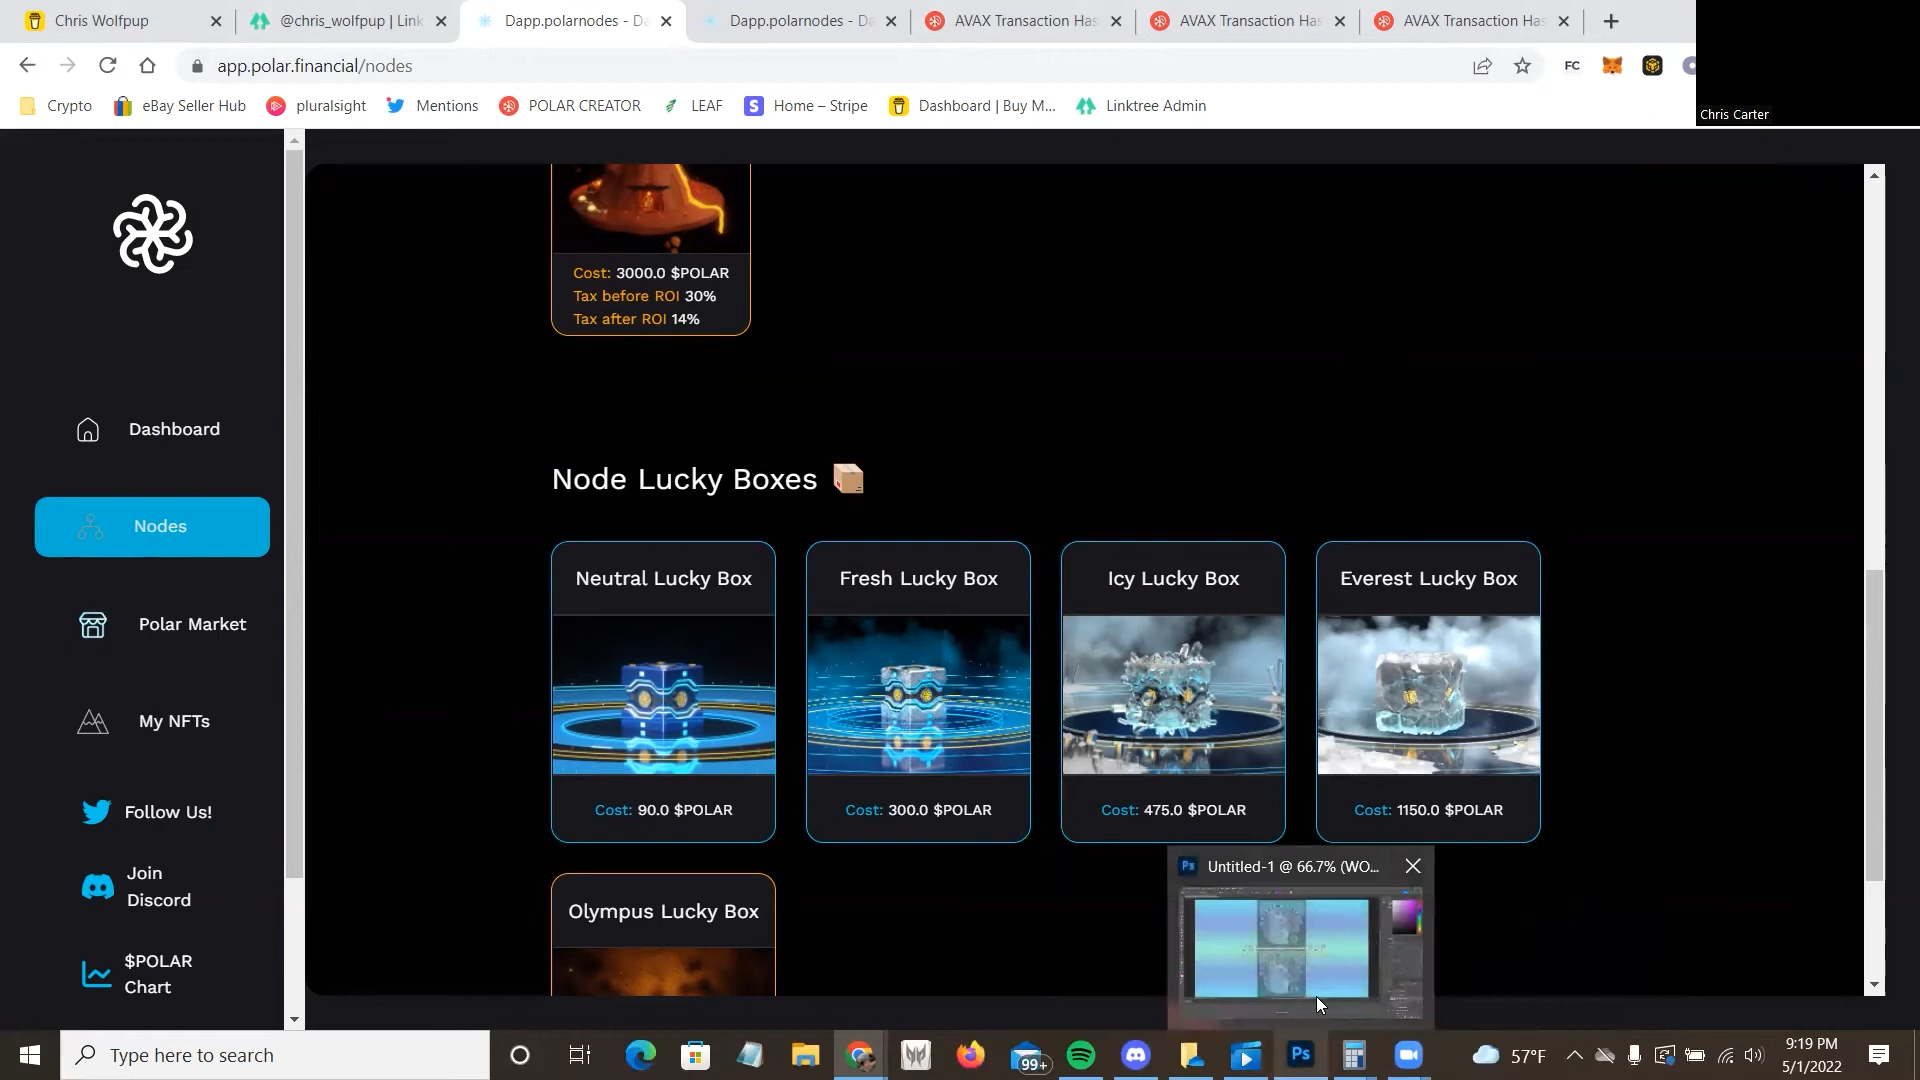 Chris Wolfpup
@chris_wolfpup | Link
Dapp.polarnodes - Da
Dapp.polarnodes - Da
AVAX Transaction Has
AVAX Transaction Has
AVAX Transaction Has
app.polar.financial/nodes
FC
Chris Carter
Crypto
eBay Seller Hub
pluralsight
Mentions
POLAR CREATOR
LEAF
S
Home – Stripe
Dashboard | Buy M...
Linktree Admin
Dashboard
Nodes
Polar Market
My NFTs
Follow Us!
Join
Discord
$POLAR
Chart
Cost: 3000.0 $POLAR
Tax before ROI 30%
Tax after ROI 14%
Node Lucky Boxes
Neutral Lucky Box
Cost: 90.0 $POLAR
Fresh Lucky Box
Cost: 300.0 $POLAR
Icy Lucky Box
Cost: 475.0 $POLAR
Everest Lucky Box
Cost: 1150.0 $POLAR
Olympus Lucky Box
Ps
Untitled-1 @ 66.7% (WO...
Type here to search
99+
Ps
57°F
9:19 PM
5/1/2022